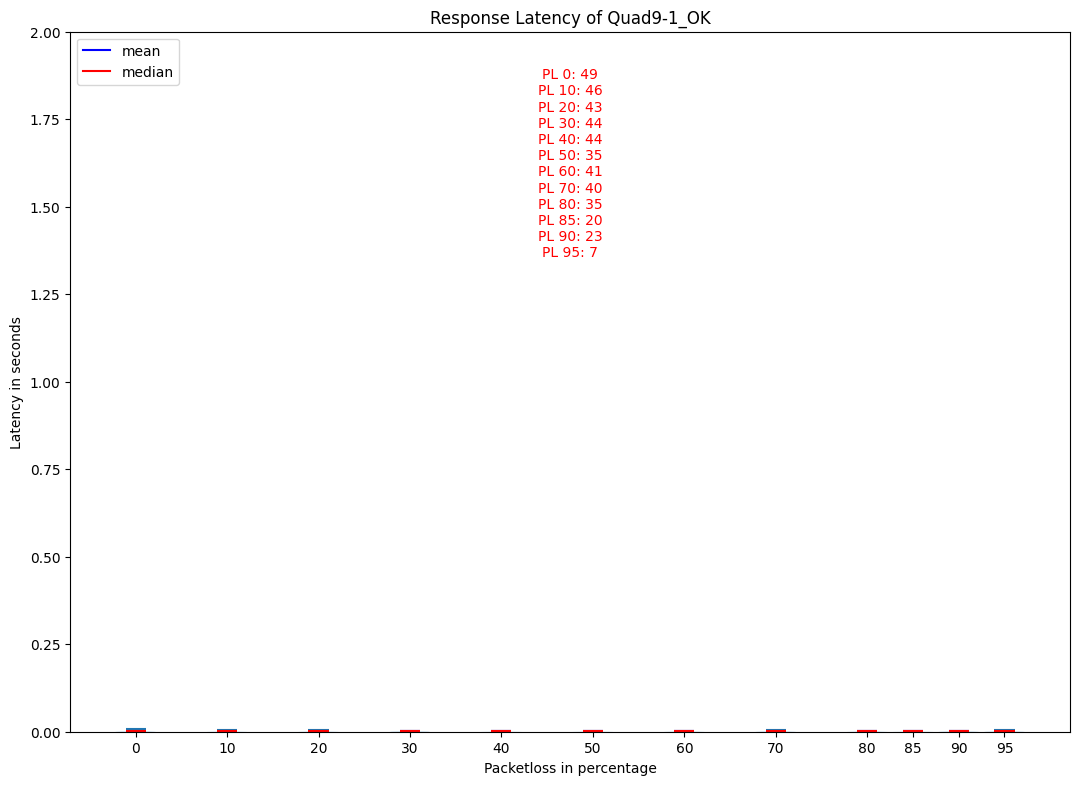 Response Latency of Quad9-1_OK
mean
median
PL 0: 49
PL 10: 46
PL 20: 43
PL 30: 44
PL 40: 44
PL 50: 35
PL 60: 41
PL 70: 40
PL 80: 35
PL 85: 20
PL 90: 23
PL 95: 7
Latency in seconds
2.00
1.75
1.50
1.25
1.00
0.75
0.50
0.25
0.00
0 10 20 30 40 50 60 70 80 85 90 95
Packetloss in percentage